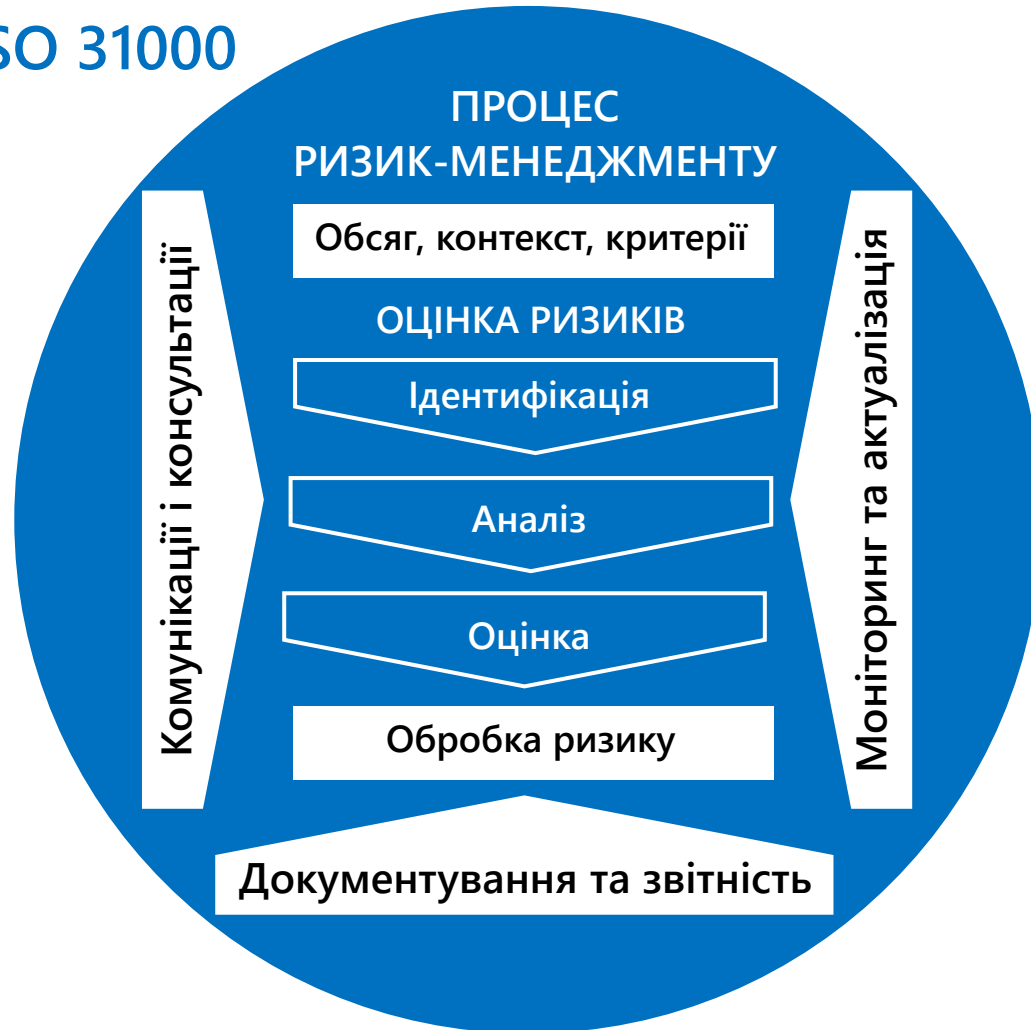 SO 31000
ПРОЦЕС
РИЗИК-МЕНЕДЖМЕНТУ
Обсяг, контекст, критерії
ОЦІНКА РИЗИКІВ
Ідентифікація
Аналіз
Оцінка
Обробка ризику
Комунікації і консультації
Моніторинг та актуалізація
Документування та звітність